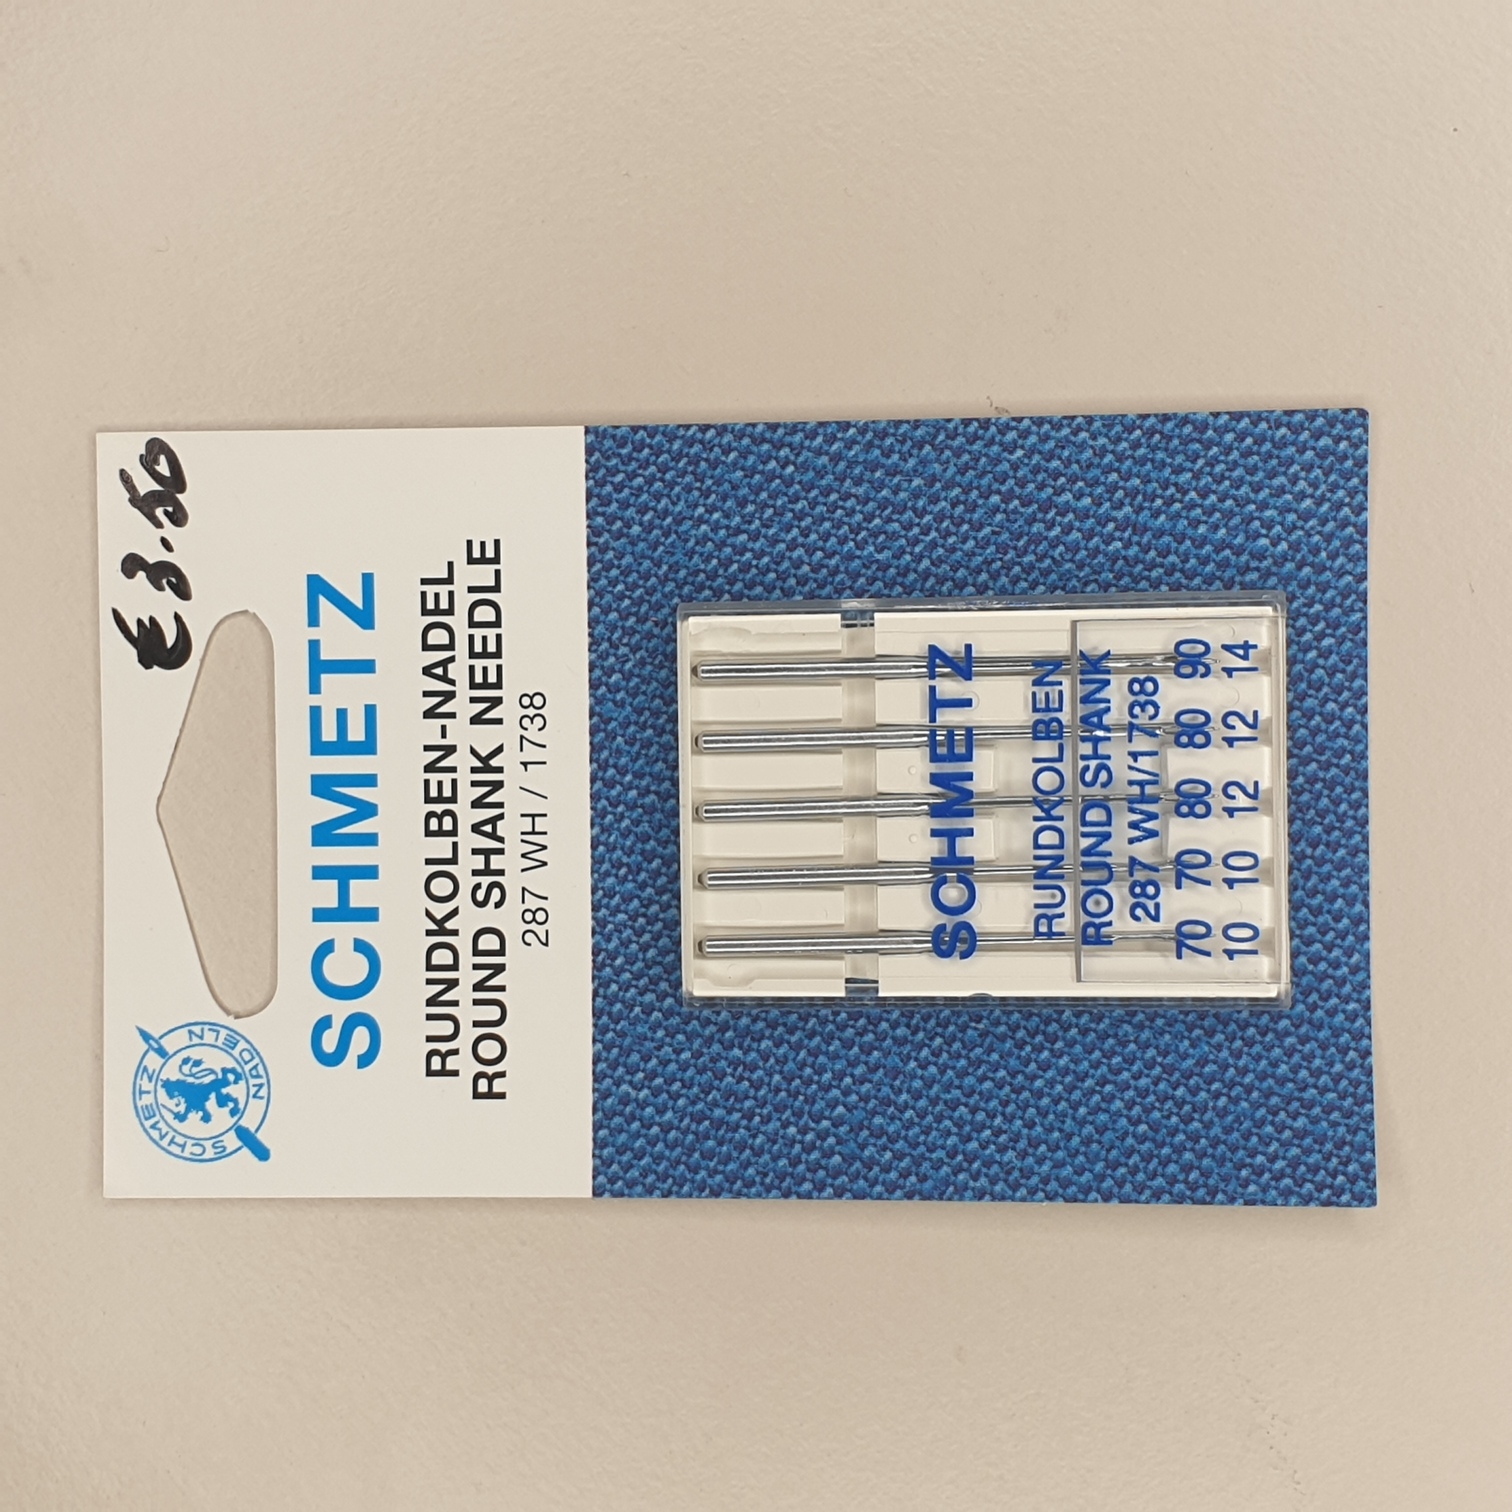 € 3.50
SCHMETZ NADELN
SCHMETZ
RUNDKOLBEN-NADEL
ROUND SHANK NEEDLE
287 WH / 1738
SCHMETZ
RUNDKOLBEN
ROUND SHANK
287 WH/1738
70 70 80 80 90
10 10 12 12 14